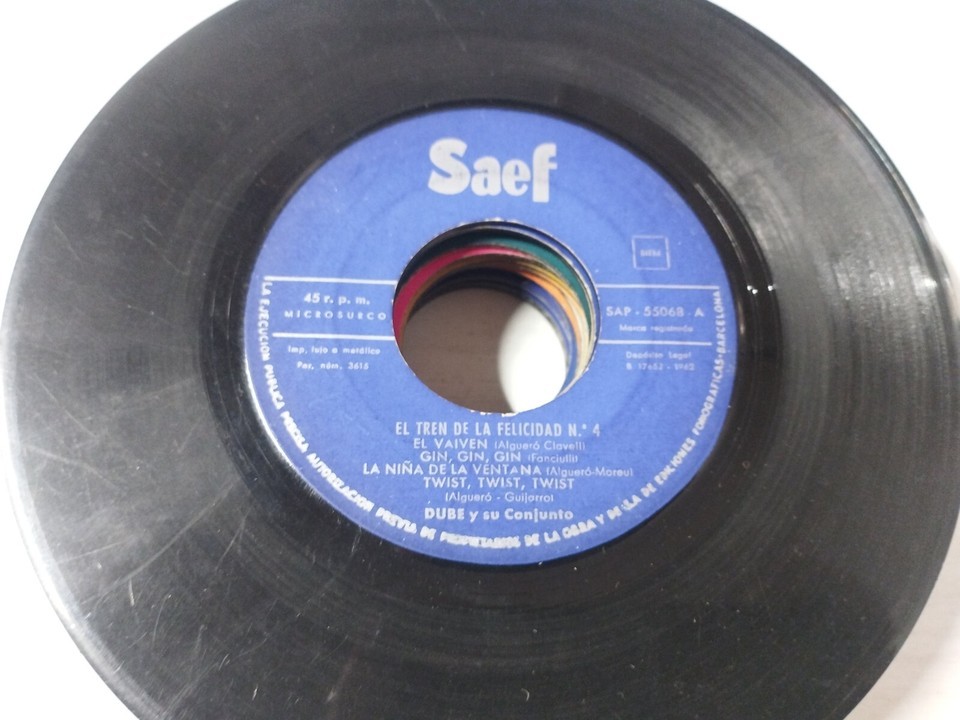 Saef
45 r. p. m.
MICROSURCO
SAP - 55068 A
Marca registrada
Imp. lujo a metálico
Paz, núm. 3615
Depósito Legal
EL TREN DE LA FELICIDAD N.º 4
EL VAIVEN (Algueró Clavell)
GIN, GIN, GIN (Fanciulli)
LA NIÑA DE LA VENTANA (Algueró-Moreu)
TWIST, TWIST, TWIST
(Algueró - Guijarro)
DUBE y su Conjunto
LA EJECUCION PUBLICA PRECISA AUTORIZACION PREVIA DE PROPIETARIOS DE LA OBRA Y DE (S.A. DE EDICIONES FONOGRAFICAS-BARCELONA)